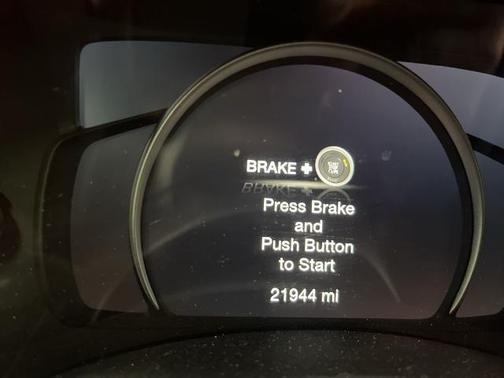 BRAKE +
Press Brake
and
Push Button
to Start
21944 mi